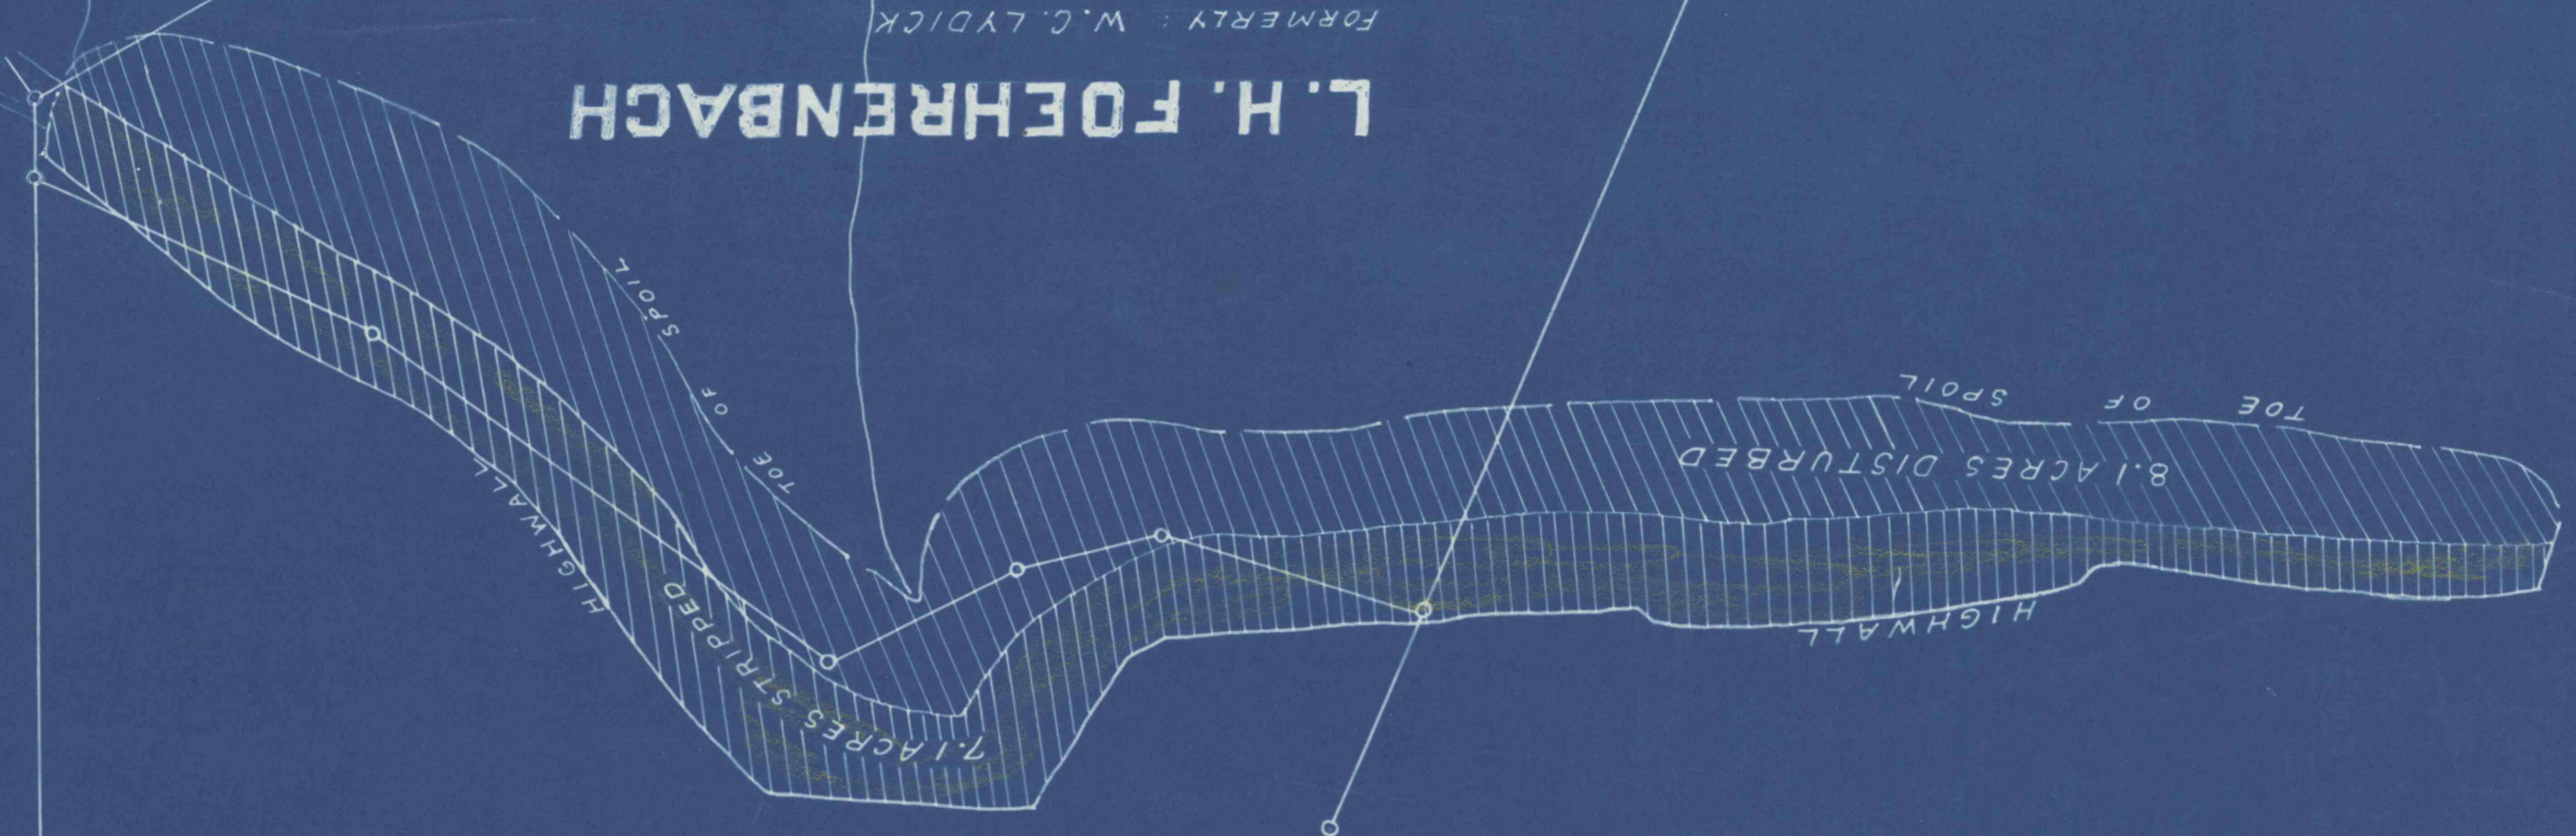 L.H. FOEHRENBACH
FORMERLY : W.C. LYDICK
HIGHWALL
7.1 ACRES STRIPPED
HIGHWALL
8.1 ACRES DISTURBED
TOE OF SPOIL
TOE OF SPOIL